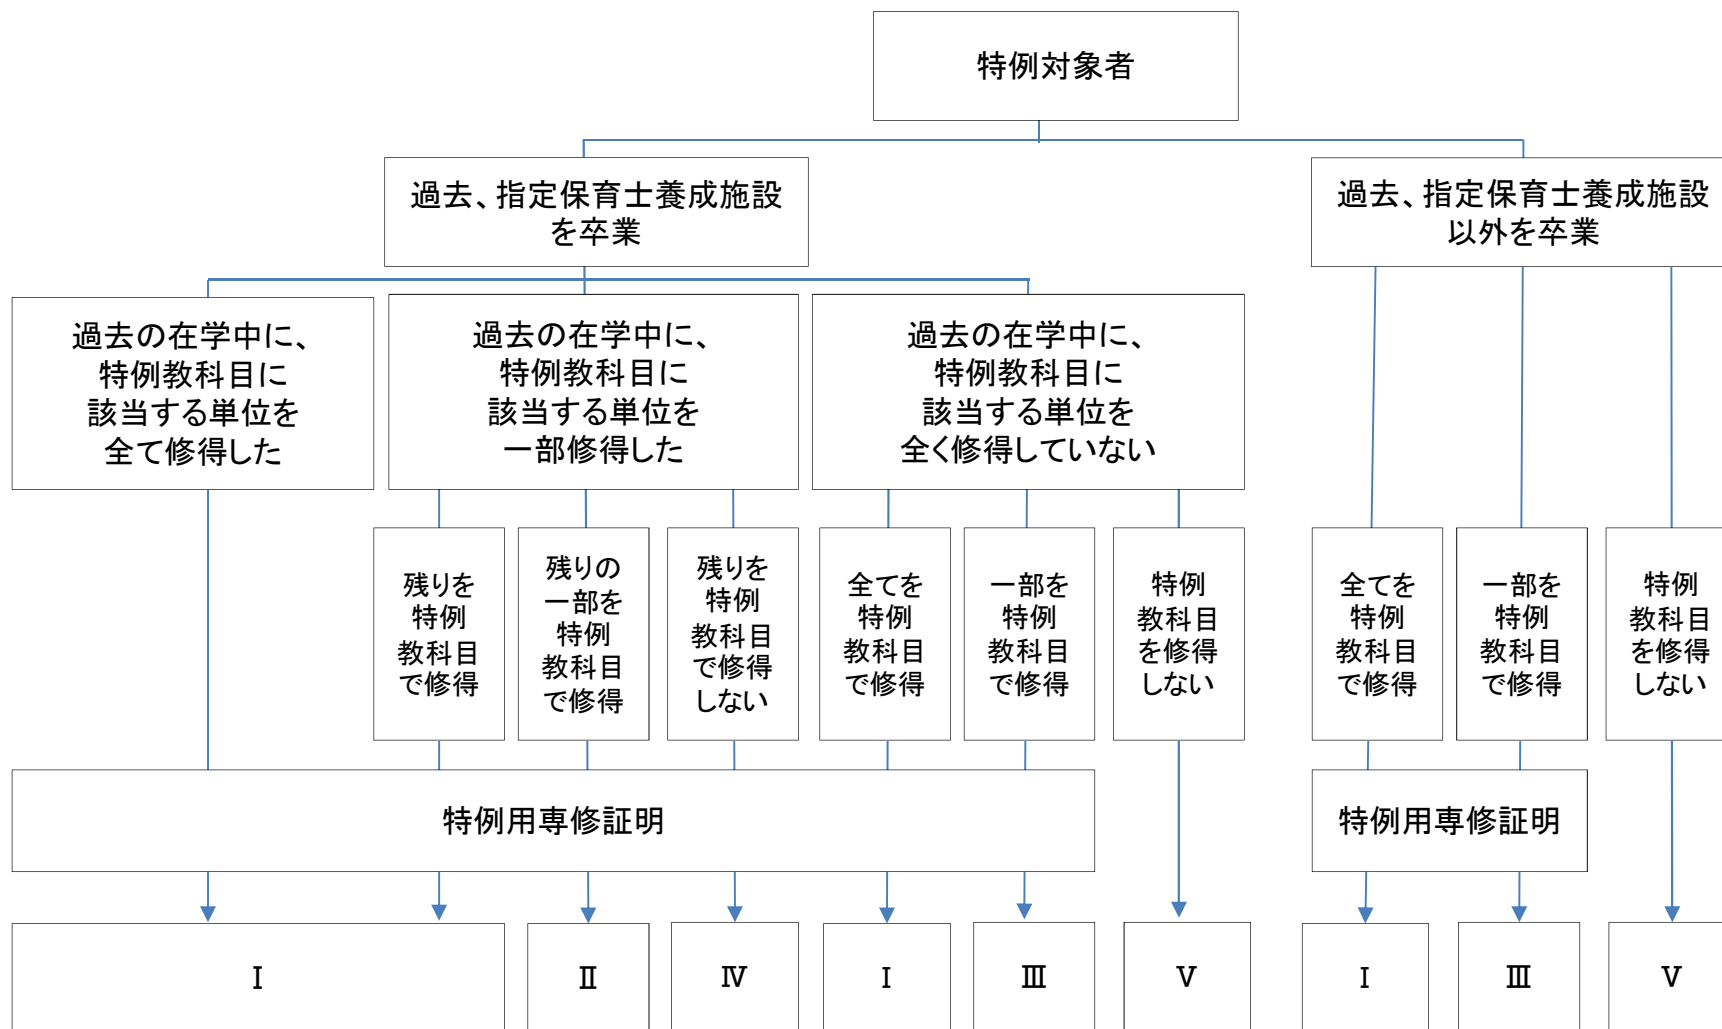 特例対象者
過去、指定保育士養成施設
を卒業
過去、指定保育士養成施設
以外を卒業
過去の在学中に、
特例教科目に
該当する単位を
全て修得した
過去の在学中に、
特例教科目に
該当する単位を
一部修得した
過去の在学中に、
特例教科目に
該当する単位を
全く修得していない
残りを
特例
教科目
で修得
残りの
一部を
特例
教科目
で修得
残りを
特例
教科目
で修得
しない
全てを
特例
教科目
で修得
一部を
特例
教科目
で修得
特例
教科目
を修得
しない
全てを
特例
教科目
で修得
一部を
特例
教科目
で修得
特例
教科目
を修得
しない
特例用専修証明
特例用専修証明
Ⅰ
Ⅱ
Ⅳ
Ⅰ
Ⅲ
Ⅴ
Ⅰ
Ⅲ
Ⅴ